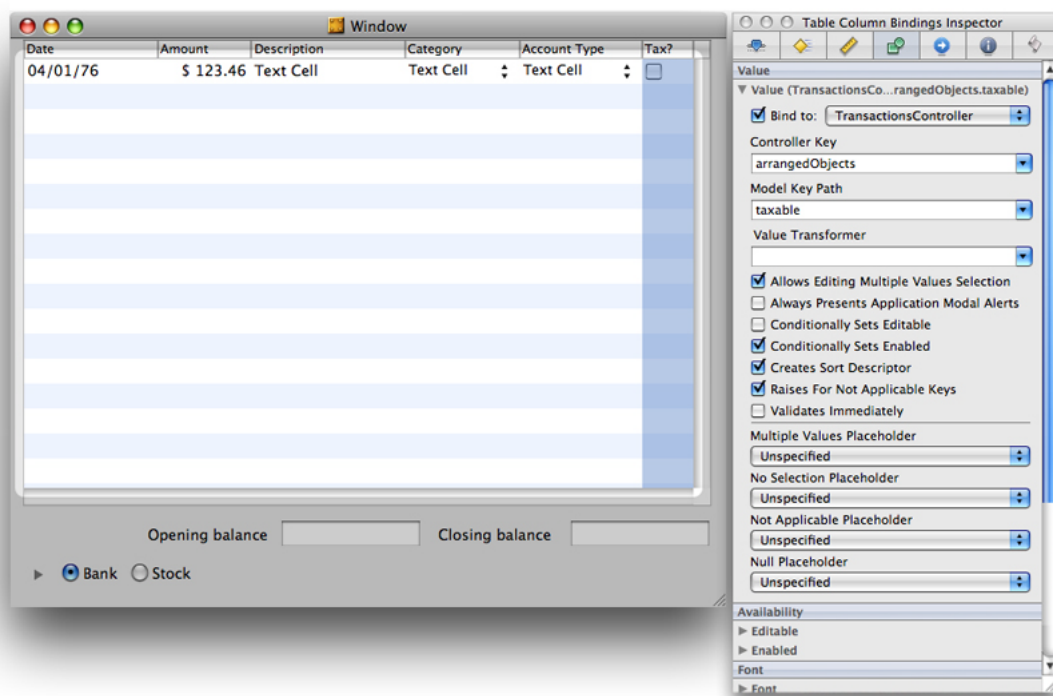 Window
Date Amount Description Category Account Type Tax?
04/01/76 $ 123.46 Text Cell Text Cell Text Cell
Opening balance Closing balance
Bank Stock
Table Column Bindings Inspector
Value
Value (TransactionsCo...rangedObjects.taxable)
Bind to: TransactionsController
Controller Key
arrangedObjects
Model Key Path
taxable
Value Transformer
Allows Editing Multiple Values Selection
Always Presents Application Modal Alerts
Conditionally Sets Editable
Conditionally Sets Enabled
Creates Sort Descriptor
Raises For Not Applicable Keys
Validates Immediately
Multiple Values Placeholder
Unspecified
No Selection Placeholder
Unspecified
Not Applicable Placeholder
Unspecified
Null Placeholder
Unspecified
Availability
Editable
Enabled
Font
Font